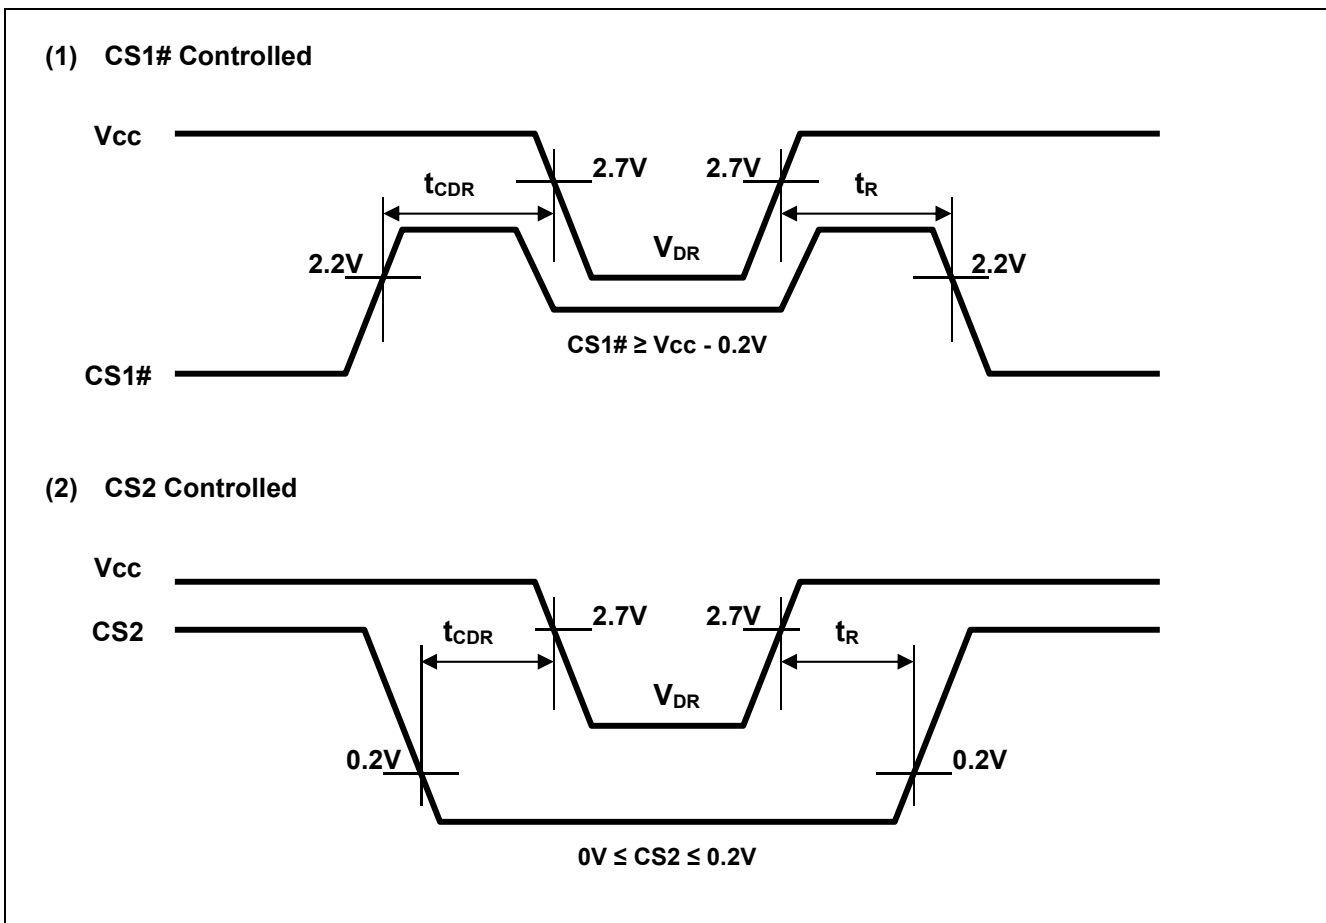 (1) CS1# Controlled
Vcc
2.7V 2.7V
tCDR tR
VDR
2.2V 2.2V
CS1# ≥ Vcc - 0.2V
CS1#
(2) CS2 Controlled
Vcc
CS2 2.7V 2.7V
tCDR tR
VDR
0.2V 0.2V
0V ≤ CS2 ≤ 0.2V